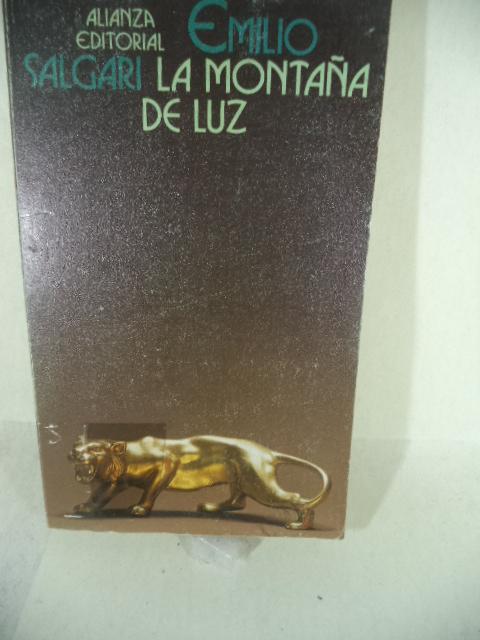 ALIANZA
EDITORIAL EMILIO
SALGARI LA MONTAÑA
DE LUZ